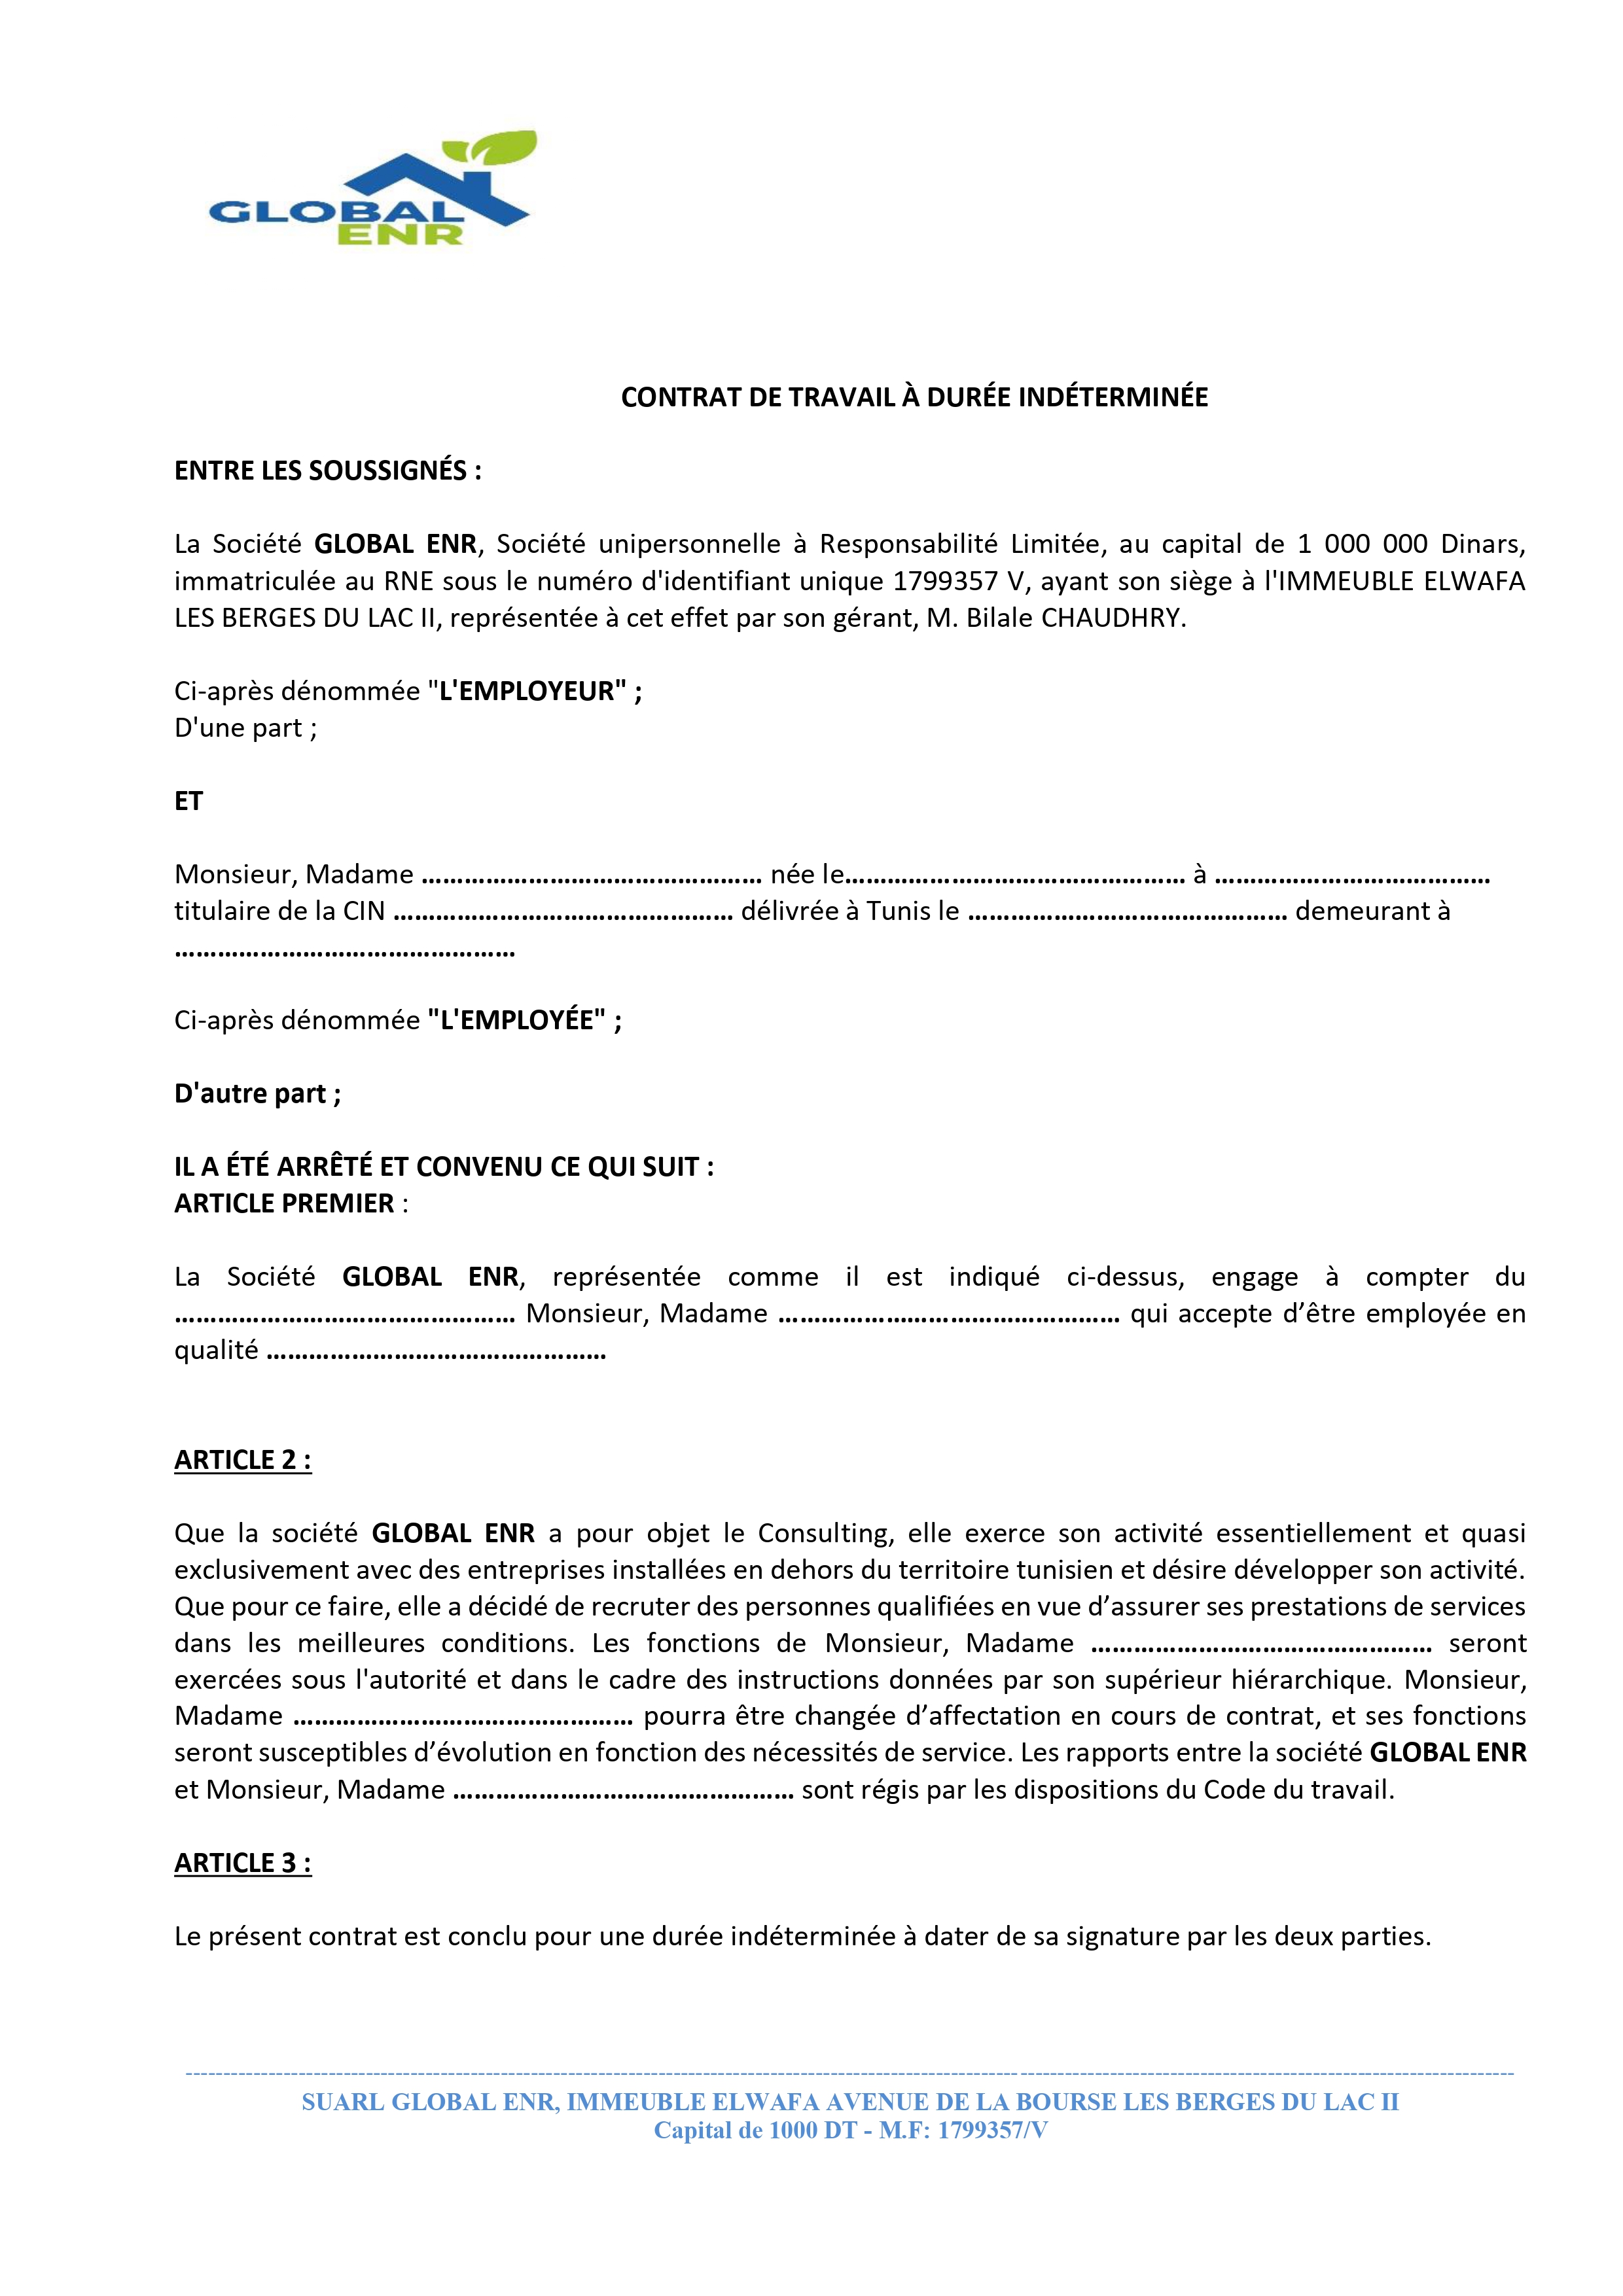 GLOBAL
ENR
CONTRAT DE TRAVAIL À DURÉE INDÉTERMINÉE
ENTRE LES SOUSSIGNÉS :
La Société GLOBAL ENR, Société unipersonnelle à Responsabilité Limitée, au capital de 1 000 000 Dinars,
immatriculée au RNE sous le numéro d'identifiant unique 1799357 V, ayant son siège à l'IMMEUBLE ELWAFA
LES BERGES DU LAC II, représentée à cet effet par son gérant, M. Bilale CHAUDHRY.
Ci-après dénommée "L'EMPLOYEUR" ;
D'une part ;
ET
Monsieur, Madame ………………………………………… née le………………………………………… à …………………………………
titulaire de la CIN ………………………………………… délivrée à Tunis le ……………………………………… demeurant à
…………………………………………
Ci-après dénommée "L'EMPLOYÉE" ;
D'autre part ;
IL A ÉTÉ ARRÊTÉ ET CONVENU CE QUI SUIT :
ARTICLE PREMIER :
La Société GLOBAL ENR, représentée comme il est indiqué ci-dessus, engage à compter du
………………………………………… Monsieur, Madame ………………………………………… qui accepte d’être employée en
qualité …………………………………………
ARTICLE 2 :
Que la société GLOBAL ENR a pour objet le Consulting, elle exerce son activité essentiellement et quasi
exclusivement avec des entreprises installées en dehors du territoire tunisien et désire développer son activité.
Que pour ce faire, elle a décidé de recruter des personnes qualifiées en vue d’assurer ses prestations de services
dans les meilleures conditions. Les fonctions de Monsieur, Madame ………………………………………… seront
exercées sous l'autorité et dans le cadre des instructions données par son supérieur hiérarchique. Monsieur,
Madame ………………………………………… pourra être changée d’affectation en cours de contrat, et ses fonctions
seront susceptibles d’évolution en fonction des nécessités de service. Les rapports entre la société GLOBAL ENR
et Monsieur, Madame ………………………………………… sont régis par les dispositions du Code du travail.
ARTICLE 3 :
Le présent contrat est conclu pour une durée indéterminée à dater de sa signature par les deux parties.
SUARL GLOBAL ENR, IMMEUBLE ELWAFA AVENUE DE LA BOURSE LES BERGES DU LAC II
Capital de 1000 DT - M.F: 1799357/V